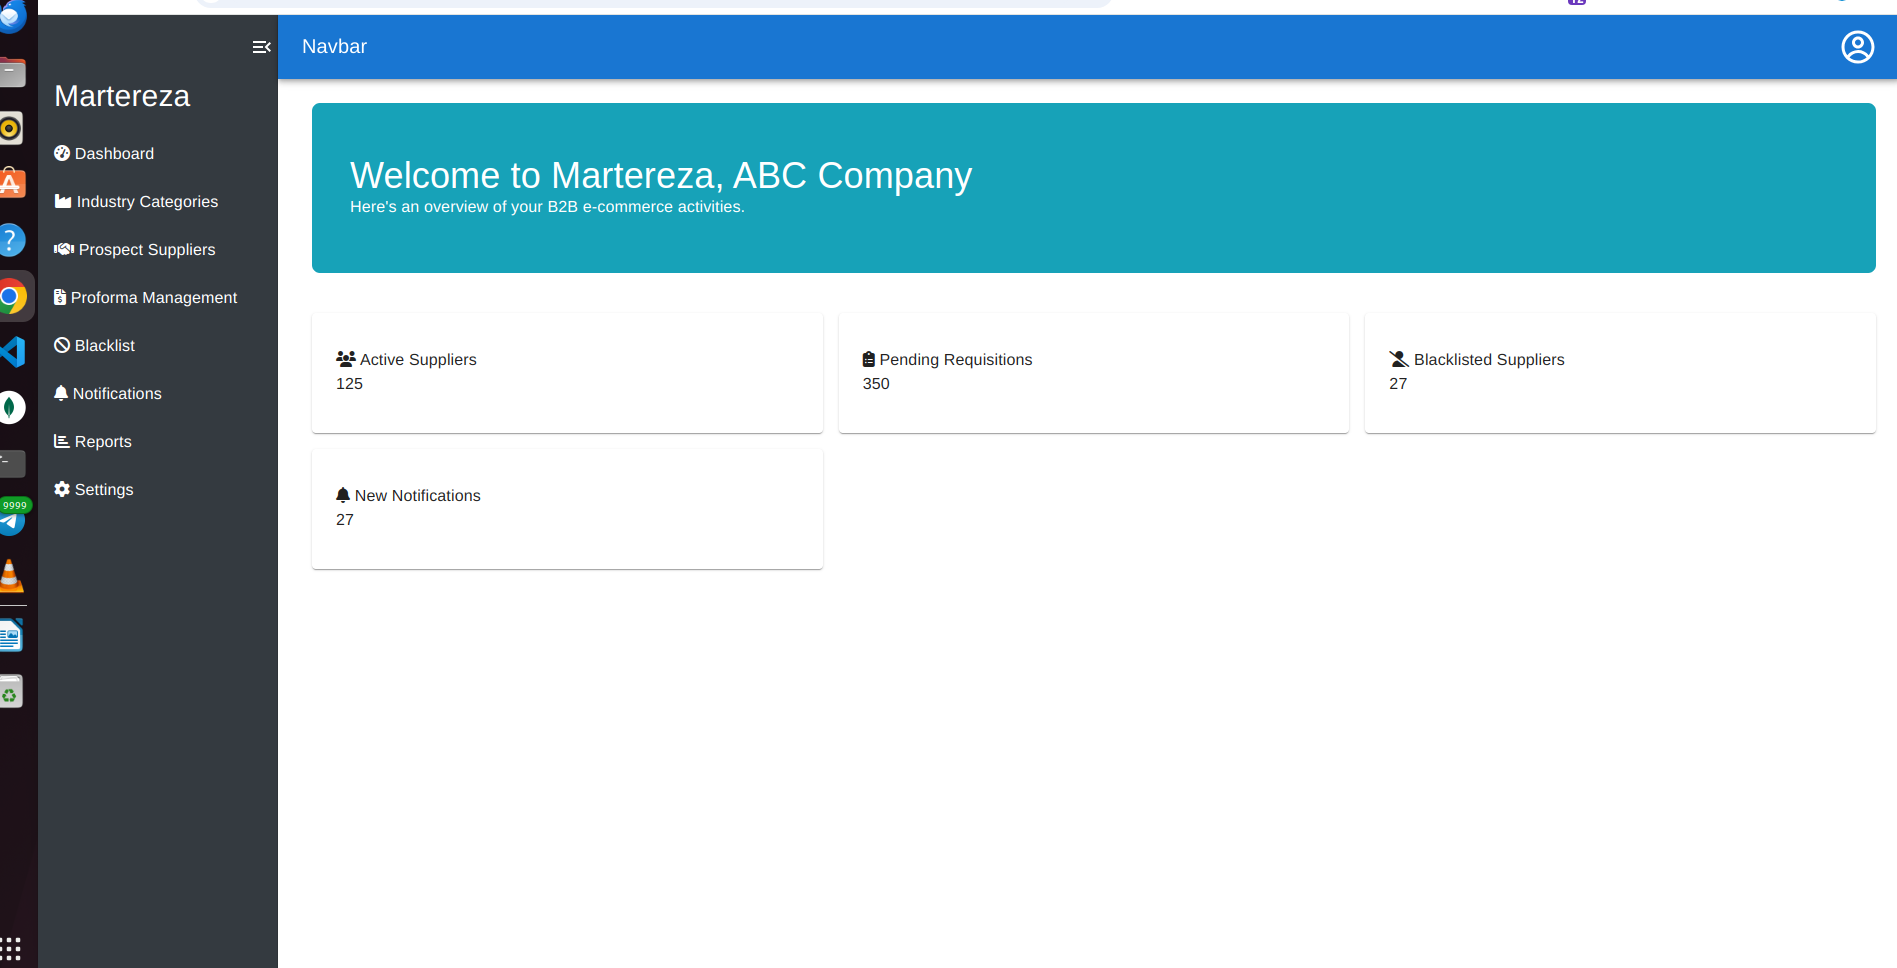 Navbar
Martereza
Dashboard
Industry Categories
Prospect Suppliers
Proforma Management
Blacklist
Notifications
Reports
Settings
Welcome to Martereza, ABC Company
Here's an overview of your B2B e-commerce activities.
Active Suppliers
125
Pending Requisitions
350
Blacklisted Suppliers
27
New Notifications
27
9999